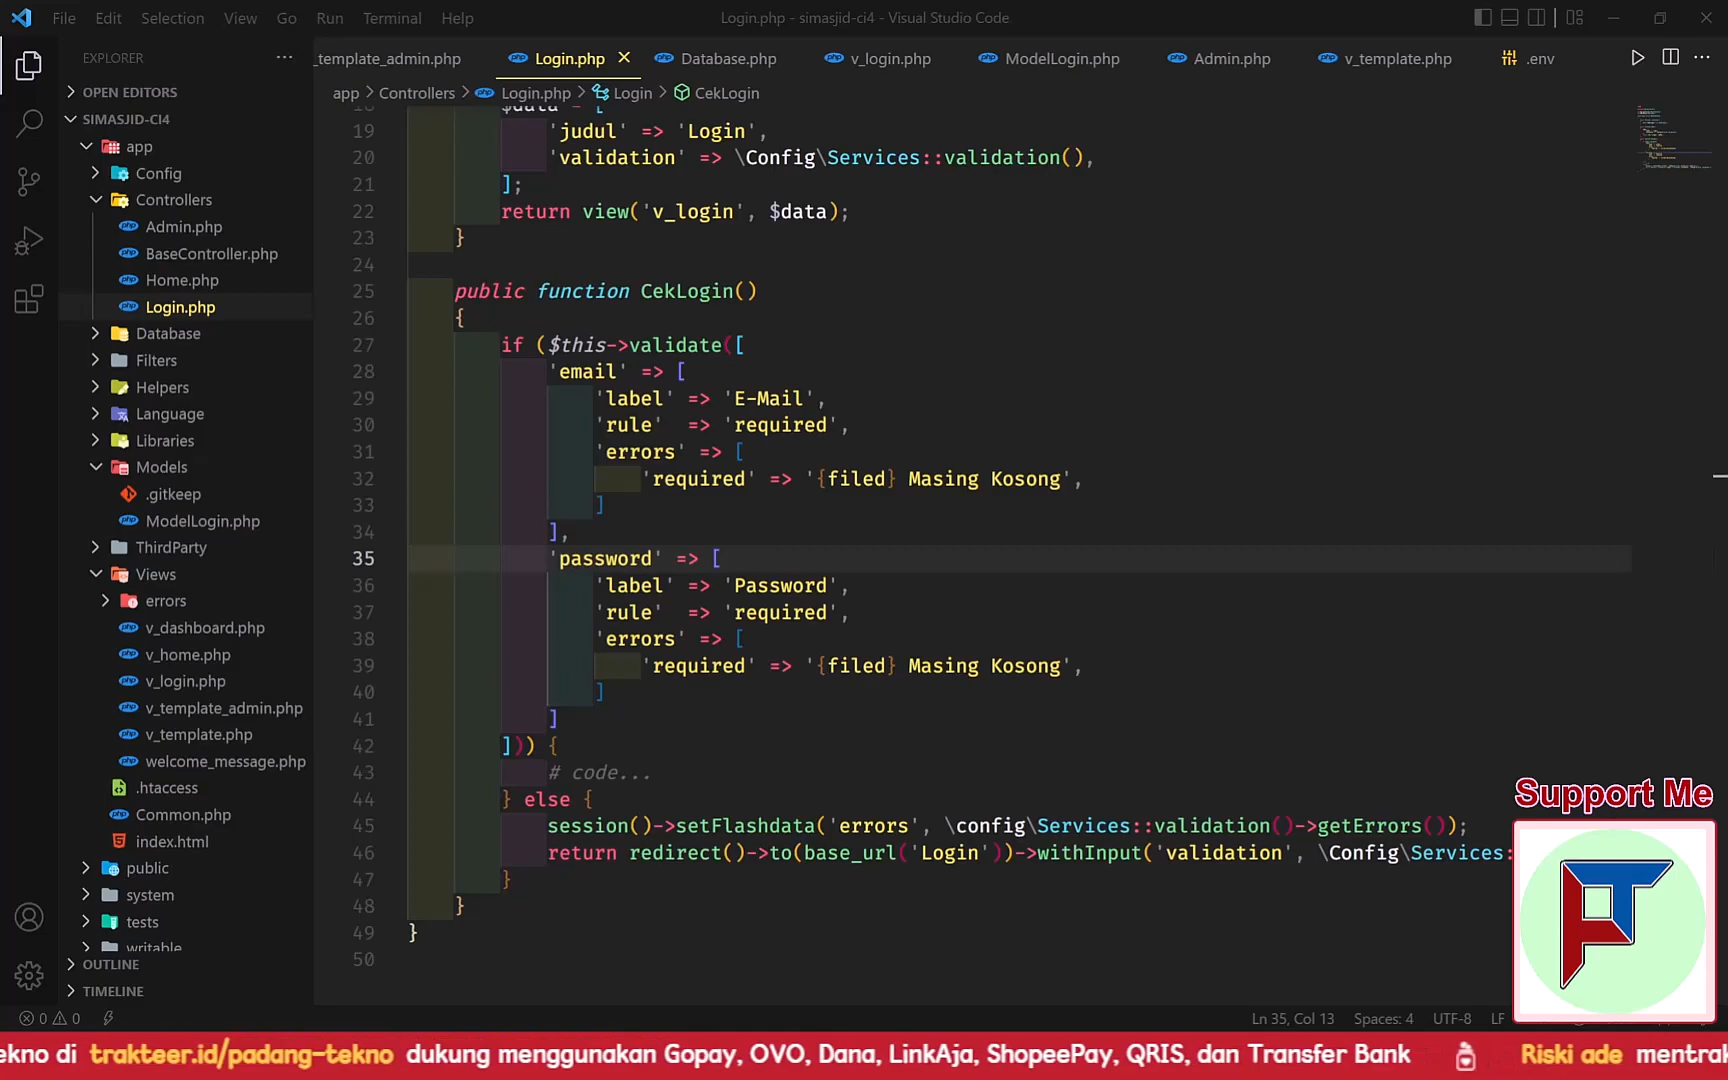 File Edit Selection View Go Run Terminal Help
Login.php - simasjid-ci4 - Visual Studio Code
EXPLORER
_template_admin.php Login.php Database.php v_login.php ModelLogin.php Admin.php v_template.php .env
app > Controllers > Login.php > Login > CekLogin
OPEN EDITORS
SIMASJID-CI4
app
Config
Controllers
Admin.php
BaseController.php
Home.php
Login.php
Database
Filters
Helpers
Language
Libraries
Models
.gitkeep
ModelLogin.php
ThirdParty
Views
errors
v_dashboard.php
v_home.php
v_login.php
v_template_admin.php
v_template.php
welcome_message.php
.htaccess
Common.php
index.html
public
system
tests
writable
OUTLINE
TIMELINE
18 $data = [
19 'judul' => 'Login',
20 'validation' => \Config\Services::validation(),
21 ];
22 return view('v_login', $data);
23 }
24
25 public function CekLogin()
26 {
27 if ($this->validate([
28 'email' => [
29 'label' => 'E-Mail',
30 'rule' => 'required',
31 'errors' => [
32 'required' => '{filed} Masing Kosong',
33 ]
34 ],
35 'password' => [
36 'label' => 'Password',
37 'rule' => 'required',
38 'errors' => [
39 'required' => '{filed} Masing Kosong',
40 ]
41 ]
42 ])) {
43 # code...
44 } else {
45 session()->setFlashdata('errors', \config\Services::validation()->getErrors());
46 return redirect()->to(base_url('Login'))->withInput('validation', \Config\Services:
47 }
48 }
49 }
50
Support Me
0 0
Ln 35, Col 13 Spaces: 4 UTF-8 LF
ekno di trakteer.id/padang-tekno dukung menggunakan Gopay, OVO, Dana, LinkAja, ShopeePay, QRIS, dan Transfer Bank Riski ade mentrak